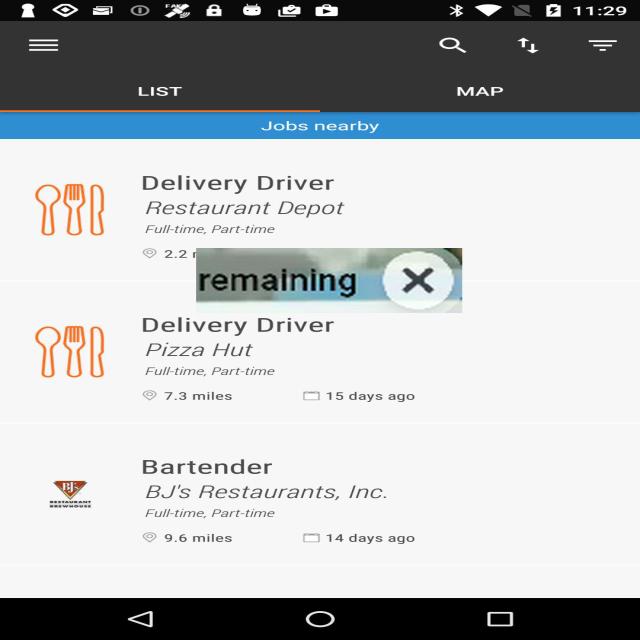 11:29
LIST
MAP
Jobs nearby
Delivery Driver
Restaurant Depot
Full-time, Part-time
2.2
remaining
Delivery Driver
Pizza Hut
Full-time, Part-time
7.3 miles
15 days ago
BJ's
RESTAURANT
BREWHOUSE
Bartender
BJ's Restaurants, Inc.
Full-time, Part-time
9.6 miles
14 days ago